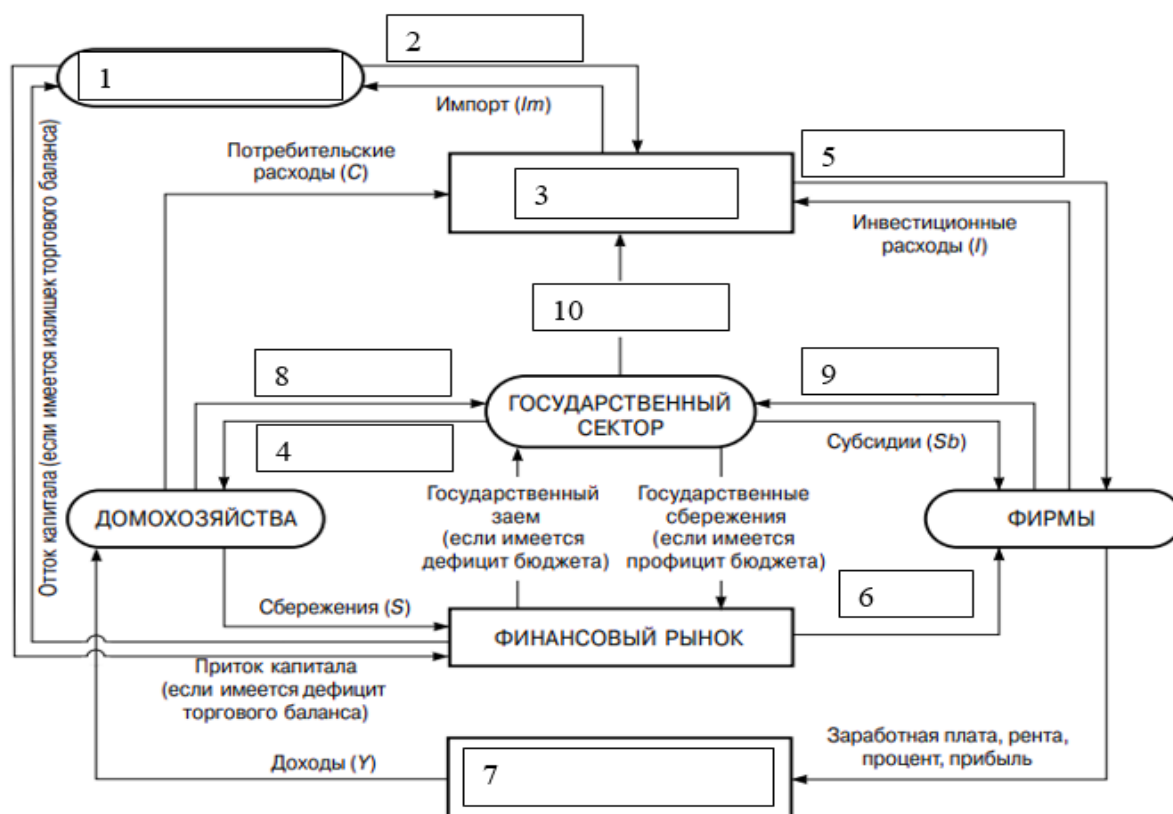 2
1
Импорт (Im)
Потребительские
расходы (C)
5
3
Инвестиционные
расходы (I)
Отток капитала (если имеется излишек торгового баланса)
10
8
9
ГОСУДАРСТВЕННЫЙ
СЕКТОР
4
Субсидии (Sb)
Государственный
заем
(если имеется
дефицит бюджета)
Государственные
сбережения
(если имеется
профицит бюджета)
ДОМОХОЗЯЙСТВА
ФИРМЫ
6
Сбережения (S)
ФИНАНСОВЫЙ РЫНОК
Приток капитала
(если имеется дефицит
торгового баланса)
Заработная плата, рента,
процент, прибыль
Доходы (Y)
7